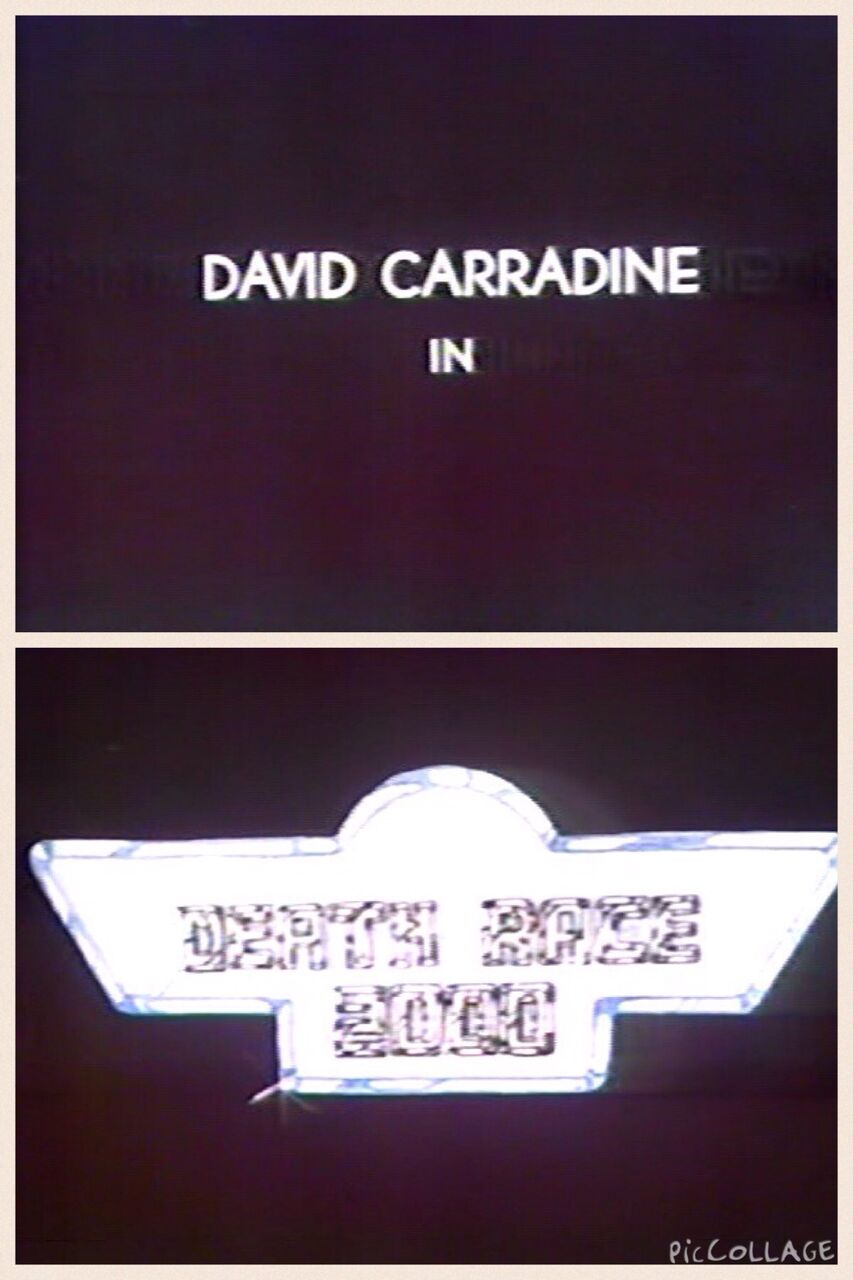 DAVID CARRADINE
IN
DEATH RACE
2000
PicCOLLAGE